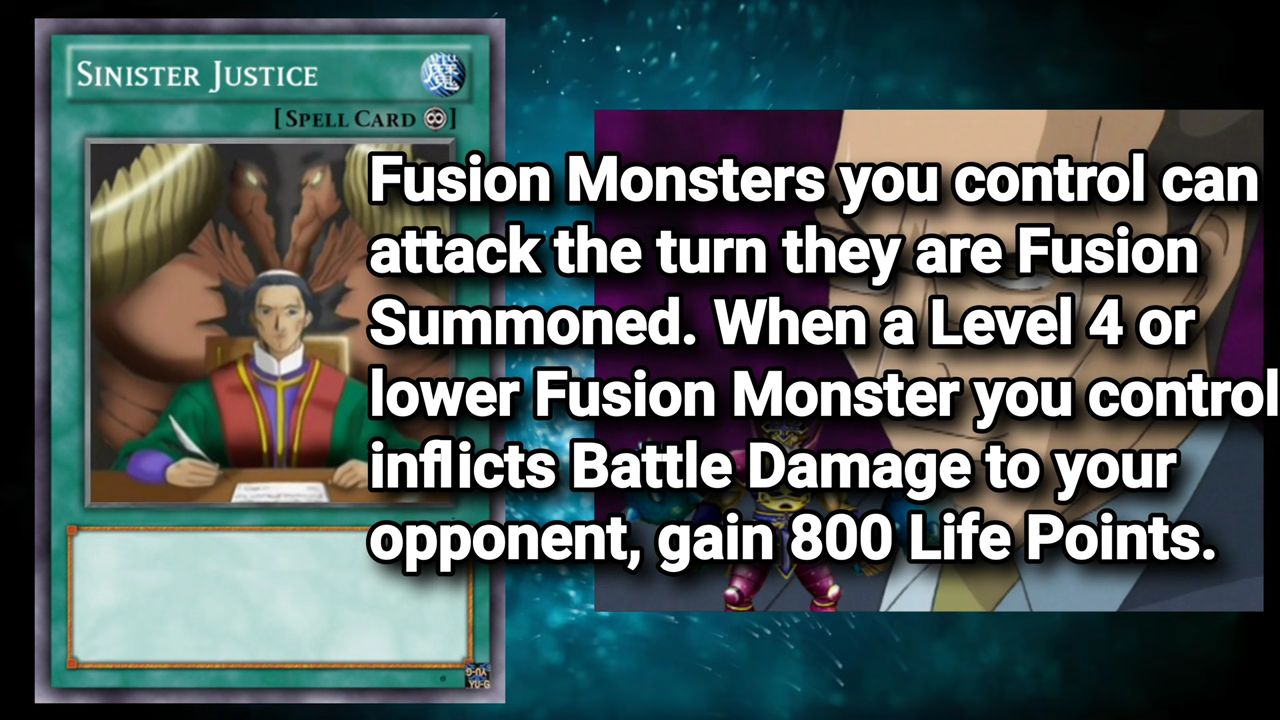 SINISTER JUSTICE
魔
[SPELL CARD ♾]
Fusion Monsters you control can
attack the turn they are Fusion
Summoned. When a Level 4 or
lower Fusion Monster you control
inflicts Battle Damage to your
opponent, gain 800 Life Points.